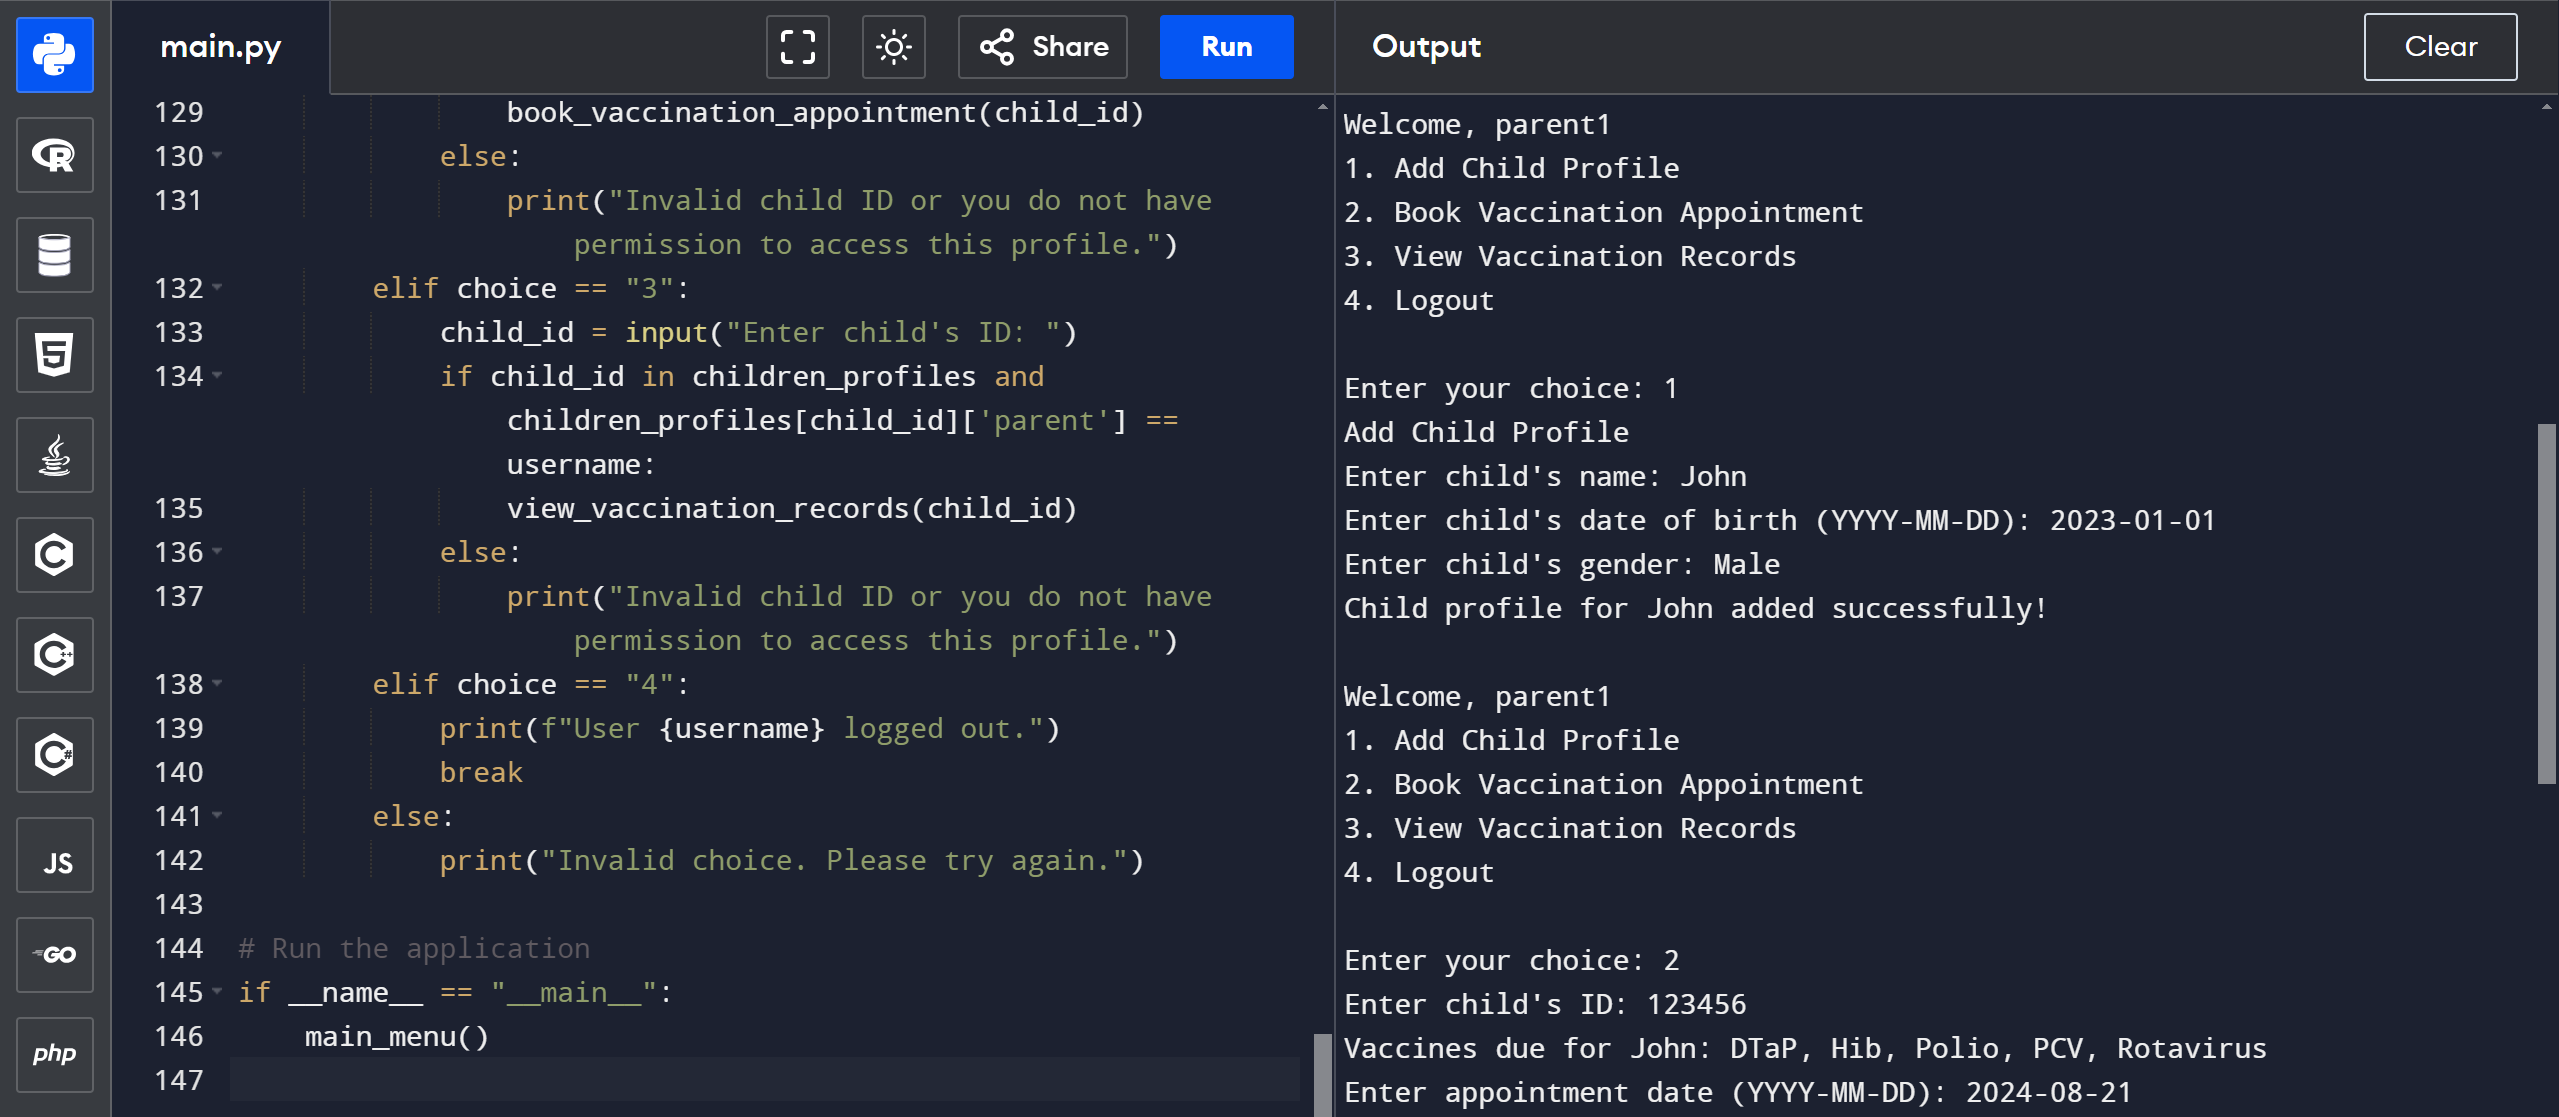 main.py
Share
Run
Output
Clear
129 book_vaccination_appointment(child_id)
130 else:
131 print("Invalid child ID or you do not have
permission to access this profile.")
132 elif choice == "3":
133 child_id = input("Enter child's ID: ")
134 if child_id in children_profiles and
children_profiles[child_id]['parent'] ==
username:
135 view_vaccination_records(child_id)
136 else:
137 print("Invalid child ID or you do not have
permission to access this profile.")
138 elif choice == "4":
139 print(f"User {username} logged out.")
140 break
141 else:
142 print("Invalid choice. Please try again.")
143
144 # Run the application
145 if __name__ == "__main__":
146 main_menu()
147
Welcome, parent1
1. Add Child Profile
2. Book Vaccination Appointment
3. View Vaccination Records
4. Logout
Enter your choice: 1
Add Child Profile
Enter child's name: John
Enter child's date of birth (YYYY-MM-DD): 2023-01-01
Enter child's gender: Male
Child profile for John added successfully!
Welcome, parent1
1. Add Child Profile
2. Book Vaccination Appointment
3. View Vaccination Records
4. Logout
Enter your choice: 2
Enter child's ID: 123456
Vaccines due for John: DTaP, Hib, Polio, PCV, Rotavirus
Enter appointment date (YYYY-MM-DD): 2024-08-21
R
5
C
C++
C#
JS
GO
php